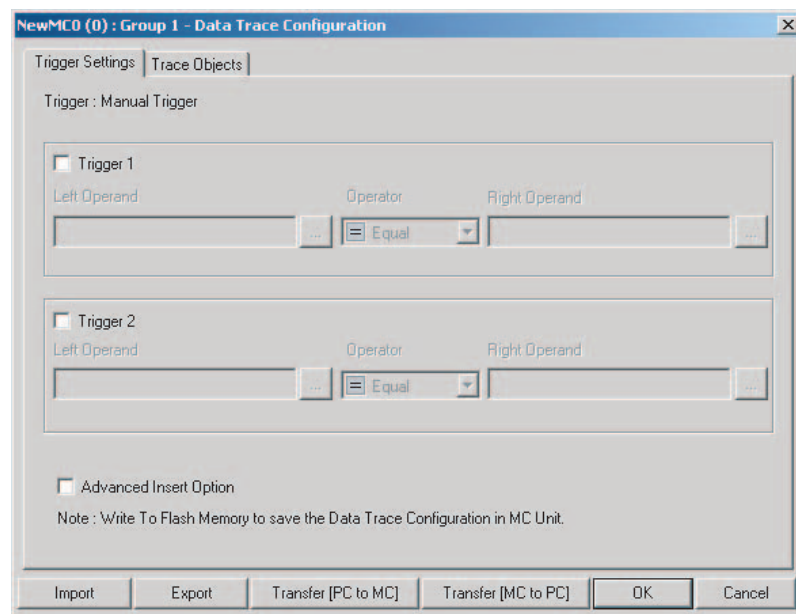 NewMC0 (0) : Group 1 - Data Trace Configuration
Trigger Settings Trace Objects
Trigger : Manual Trigger
Trigger 1
Left Operand Operator Right Operand
... = Equal ...
Trigger 2
Left Operand Operator Right Operand
... = Equal ...
Advanced Insert Option
Note : Write To Flash Memory to save the Data Trace Configuration in MC Unit.
Import Export Transfer [PC to MC] Transfer [MC to PC] OK Cancel